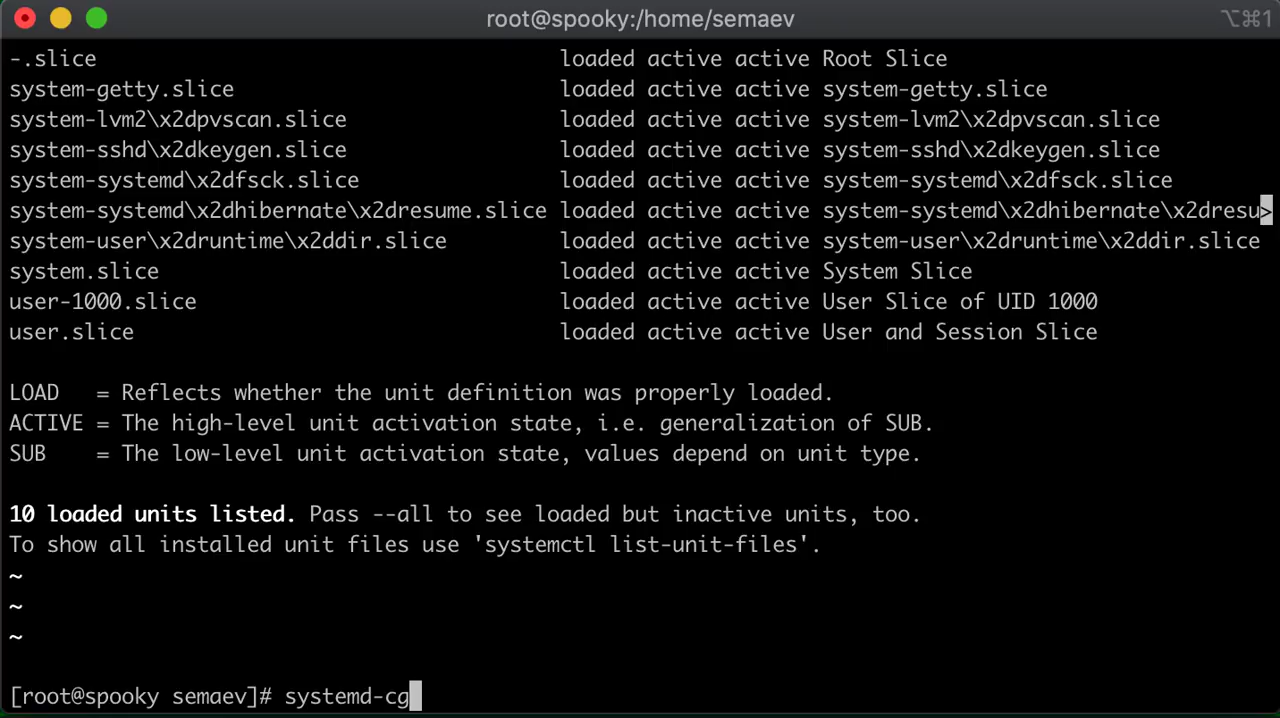 root@spooky:/home/semaev ⌥⌘1
-.slice loaded active active Root Slice
system-getty.slice loaded active active system-getty.slice
system-lvm2\x2dpvscan.slice loaded active active system-lvm2\x2dpvscan.slice
system-sshd\x2dkeygen.slice loaded active active system-sshd\x2dkeygen.slice
system-systemd\x2dfsck.slice loaded active active system-systemd\x2dfsck.slice
system-systemd\x2dhibernate\x2dresume.slice loaded active active system-systemd\x2dhibernate\x2dresu>
system-user\x2druntime\x2ddir.slice loaded active active system-user\x2druntime\x2ddir.slice
system.slice loaded active active System Slice
user-1000.slice loaded active active User Slice of UID 1000
user.slice loaded active active User and Session Slice
LOAD = Reflects whether the unit definition was properly loaded.
ACTIVE = The high-level unit activation state, i.e. generalization of SUB.
SUB = The low-level unit activation state, values depend on unit type.
10 loaded units listed. Pass --all to see loaded but inactive units, too.
To show all installed unit files use 'systemctl list-unit-files'.
~
~
~
[root@spooky semaev]# systemd-cg